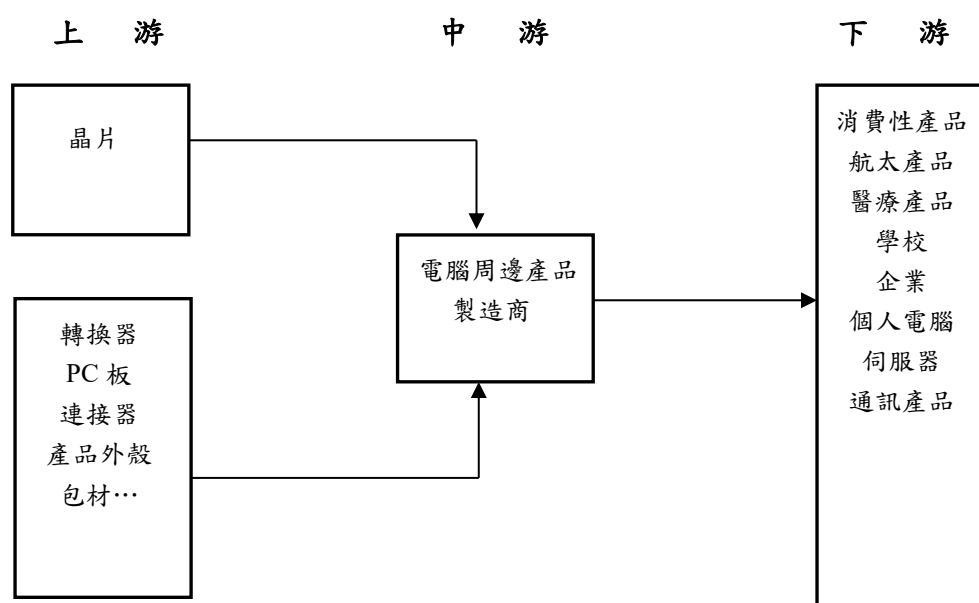 上 游
中 游
下 游
晶片
轉換器
PC 板
連接器
產品外殼
包材…
電腦周邊產品
製造商
消費性產品
航太產品
醫療產品
學校
企業
個人電腦
伺服器
通訊產品